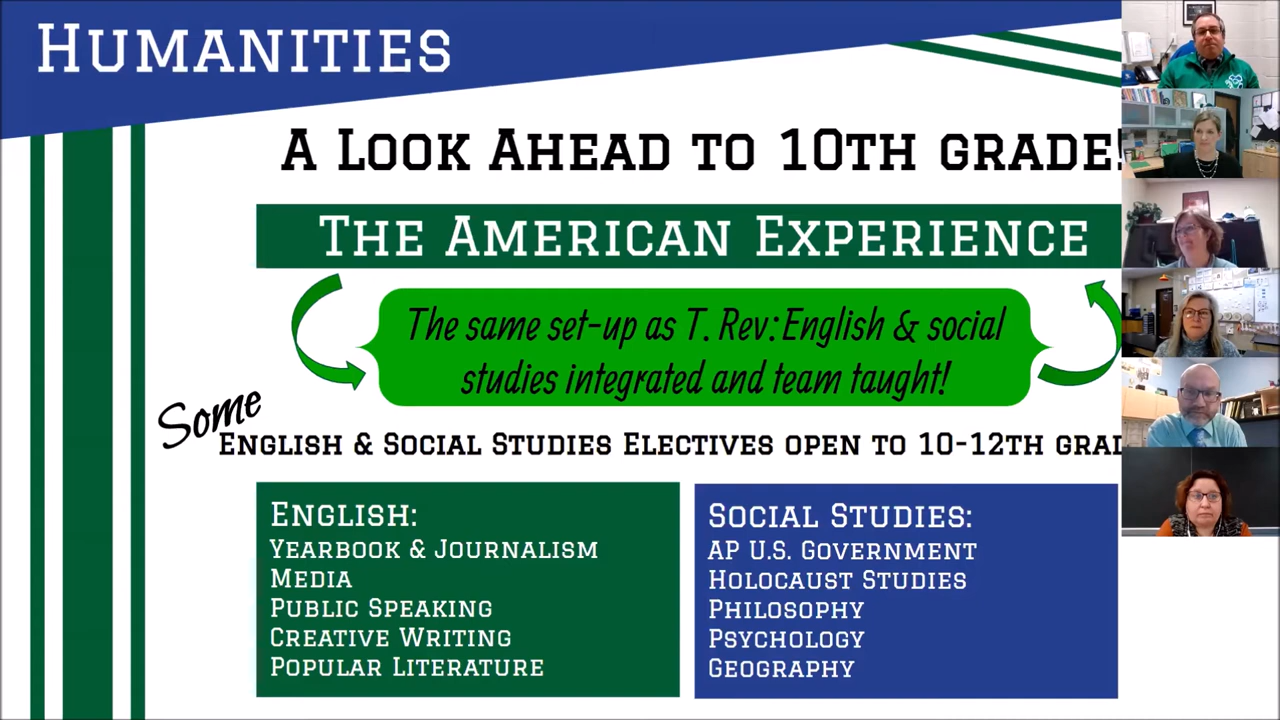 Humanities
A Look Ahead to 10th grade!
The American Experience
The same set-up as T. Rev: English & social
studies integrated and team taught!
Some
English & Social Studies Electives open to 10-12th grad
English:
Yearbook & Journalism
Media
Public Speaking
Creative Writing
Popular Literature
Social Studies:
AP U.S. Government
Holocaust Studies
Philosophy
Psychology
Geography